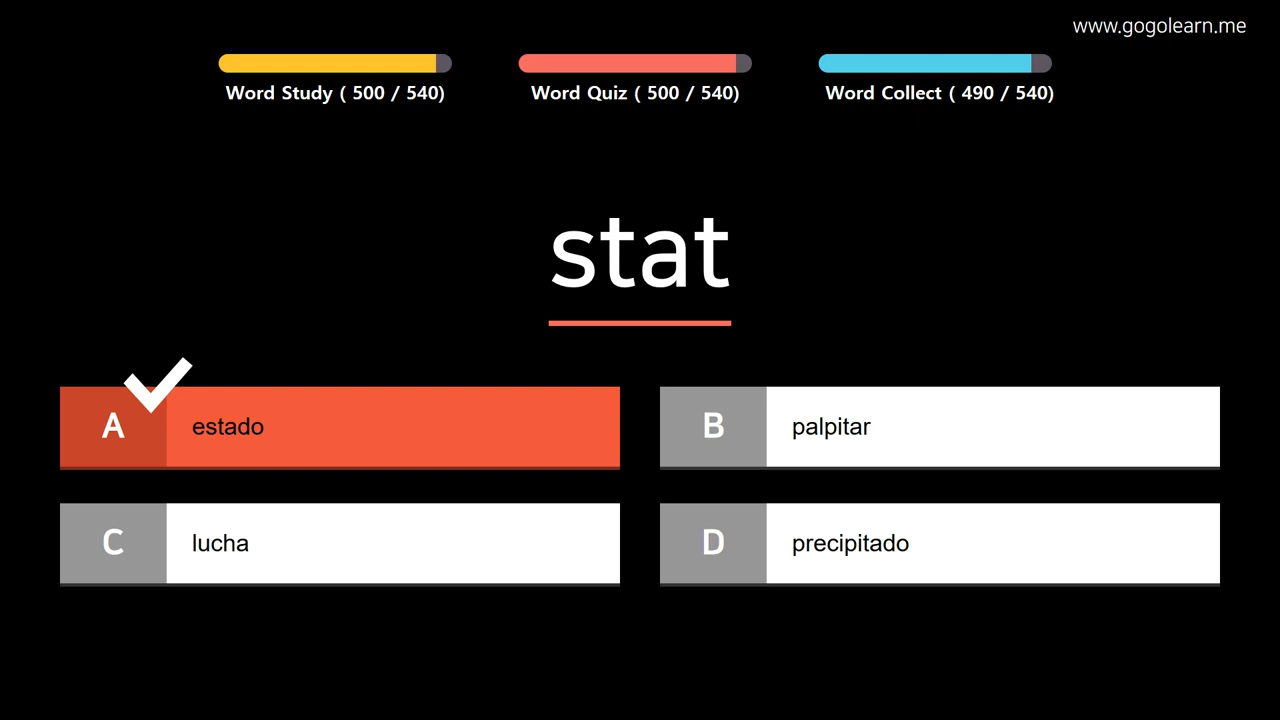 www.gogolearn.me
Word Study ( 500 / 540)
Word Quiz ( 500 / 540)
Word Collect ( 490 / 540)
stat
A estado
B palpitar
C lucha
D precipitado